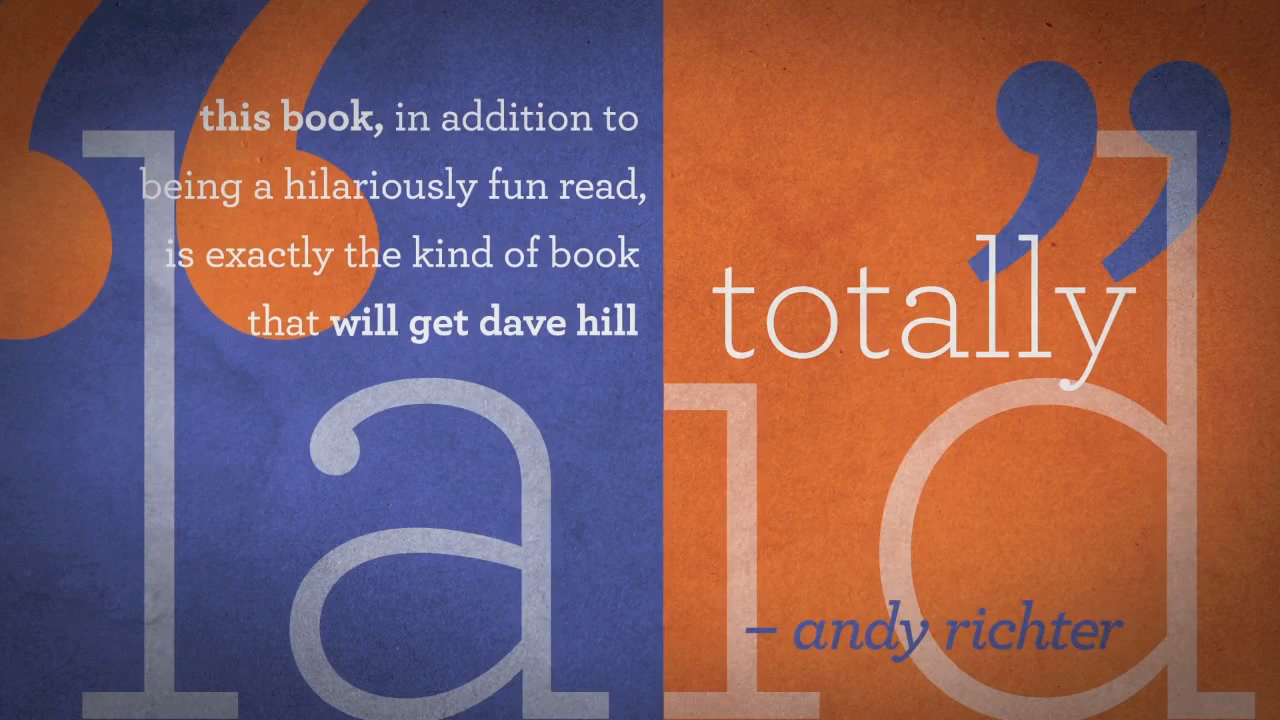 “
this book, in addition to
being a hilariously fun read,
is exactly the kind of book
that will get dave hill
totally
”
la d
– andy richter